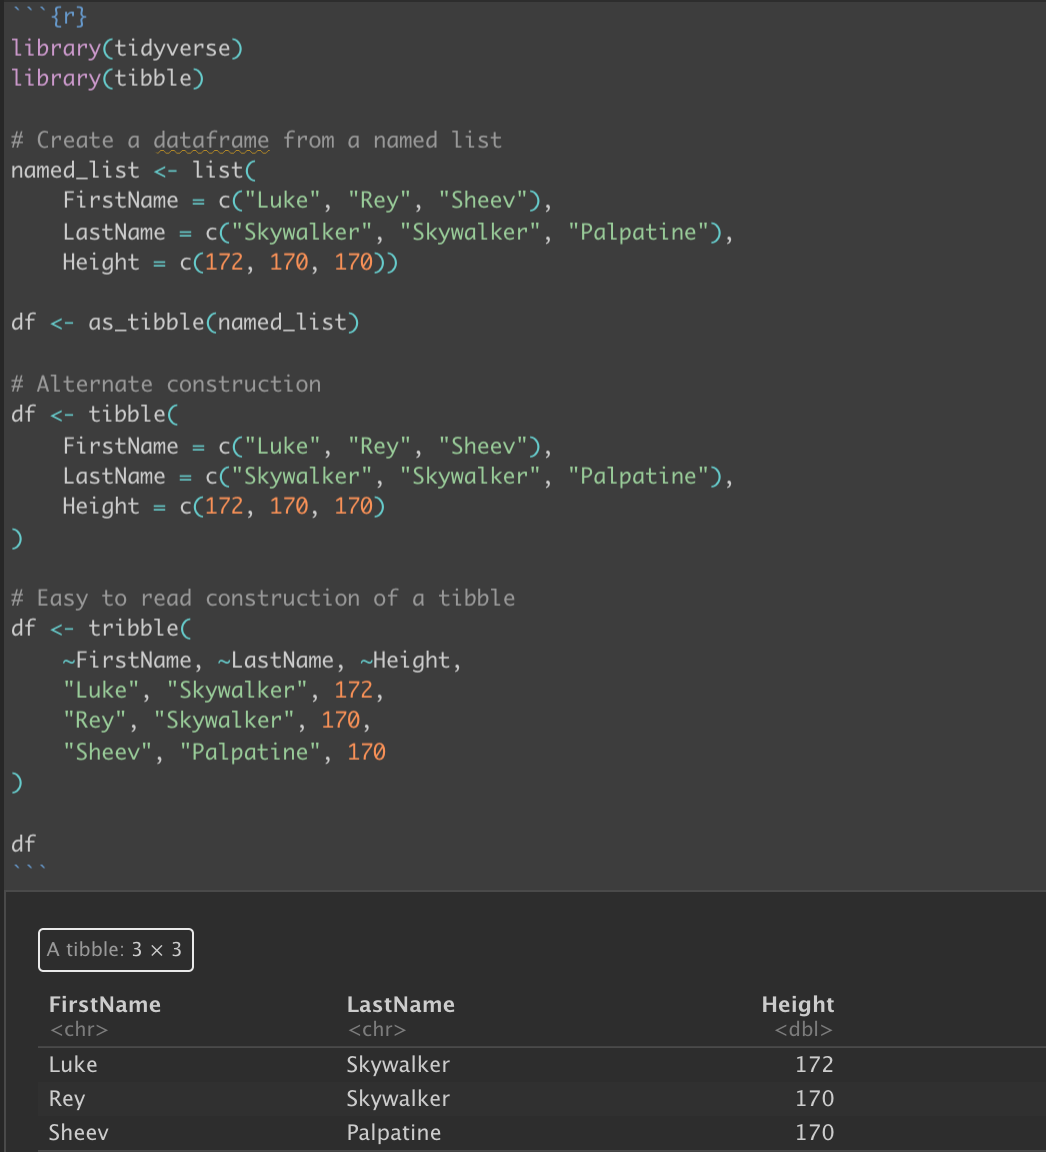 ```{r}
library(tidyverse)
library(tibble)
# Create a dataframe from a named list
named_list <- list(
    FirstName = c("Luke", "Rey", "Sheev"),
    LastName = c("Skywalker", "Skywalker", "Palpatine"),
    Height = c(172, 170, 170))
df <- as_tibble(named_list)
# Alternate construction
df <- tibble(
    FirstName = c("Luke", "Rey", "Sheev"),
    LastName = c("Skywalker", "Skywalker", "Palpatine"),
    Height = c(172, 170, 170)
)
# Easy to read construction of a tibble
df <- tribble(
    ~FirstName, ~LastName, ~Height,
    "Luke", "Skywalker", 172,
    "Rey", "Skywalker", 170,
    "Sheev", "Palpatine", 170
)
df
```
A tibble: 3 × 3
FirstName LastName Height
<chr> <chr> <dbl>
Luke Skywalker 172
Rey Skywalker 170
Sheev Palpatine 170